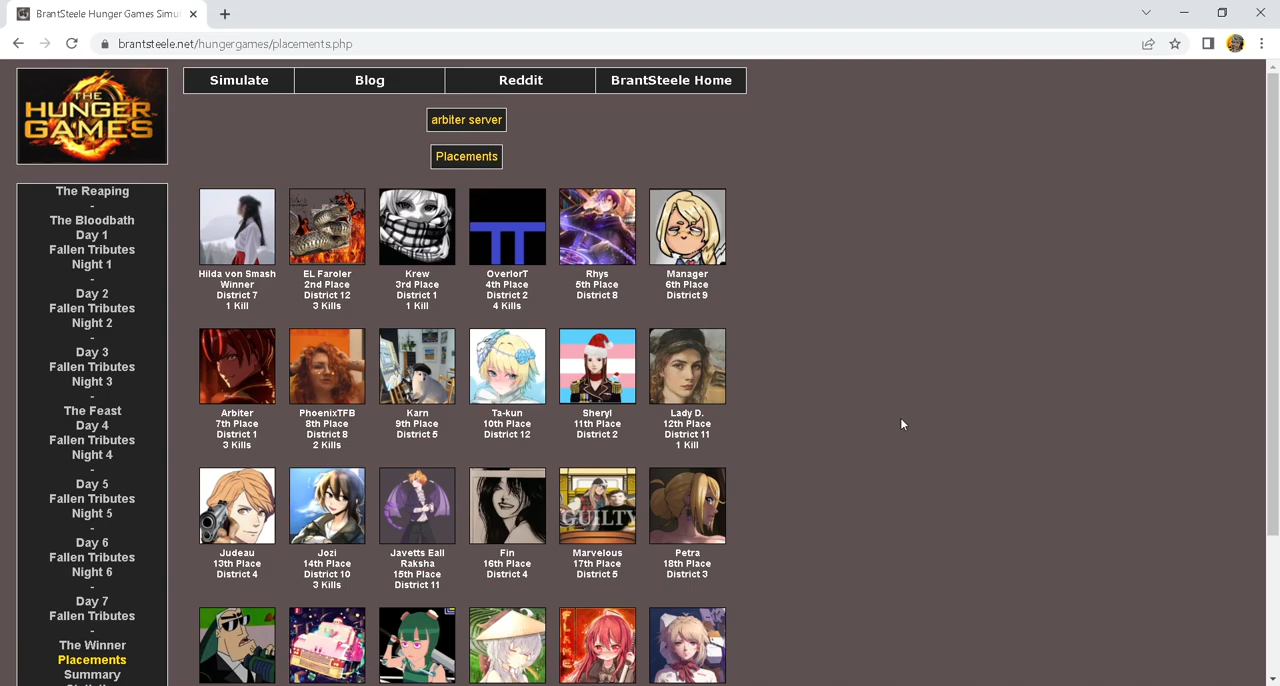 BrantSteele Hunger Games Simu
brantsteele.net/hungergames/placements.php
THE
HUNGER
GAMES
Simulate
Blog
Reddit
BrantSteele Home
arbiter server
Placements
The Reaping
-
The Bloodbath
Day 1
Fallen Tributes
Night 1
-
Day 2
Fallen Tributes
Night 2
-
Day 3
Fallen Tributes
Night 3
-
The Feast
Day 4
Fallen Tributes
Night 4
-
Day 5
Fallen Tributes
Night 5
-
Day 6
Fallen Tributes
Night 6
-
Day 7
Fallen Tributes
-
The Winner
Placements
Summary
Hilda von Smash
Winner
District 7
1 Kill
EL Faroler
2nd Place
District 12
3 Kills
Krew
3rd Place
District 1
1 Kill
OverlorT
4th Place
District 2
4 Kills
Rhys
5th Place
District 8
Manager
6th Place
District 9
Arbiter
7th Place
District 1
3 Kills
PhoenixTFB
8th Place
District 8
2 Kills
Karn
9th Place
District 5
Ta-kun
10th Place
District 12
Sheryl
11th Place
District 2
Lady D.
12th Place
District 11
1 Kill
Judeau
13th Place
District 4
Jozi
14th Place
District 10
3 Kills
Javetts Eall
Raksha
15th Place
District 11
Fin
16th Place
District 4
GUILTY
Marvelous
17th Place
District 5
Petra
18th Place
District 3
FLAME